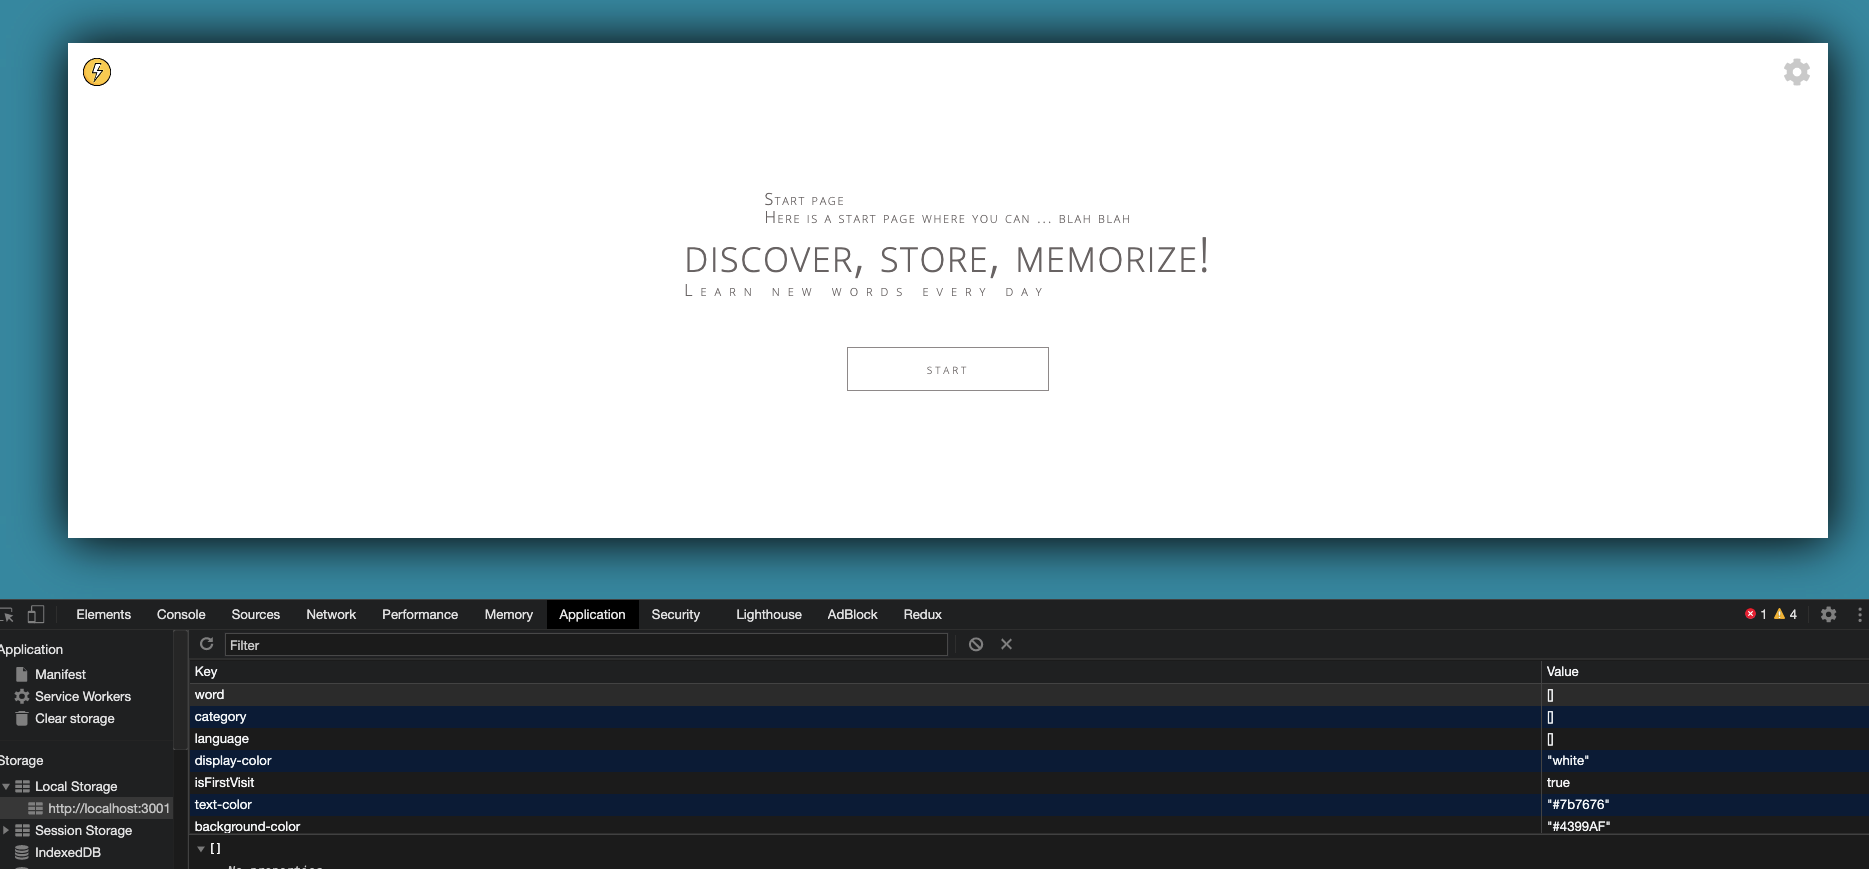 Start page
Here is a start page where you can ... blah blah
DISCOVER, STORE, MEMORIZE!
Learn new words every day
START
Elements Console Sources Network Performance Memory Application Security Lighthouse AdBlock Redux 1 4
Application
Manifest
Service Workers
Clear storage
Storage
Local Storage
http://localhost:3001
Session Storage
IndexedDB
Filter
Key Value
word []
category []
language []
display-color "white"
isFirstVisit true
text-color "#7b7676"
background-color "#4399AF"
[]
No properties